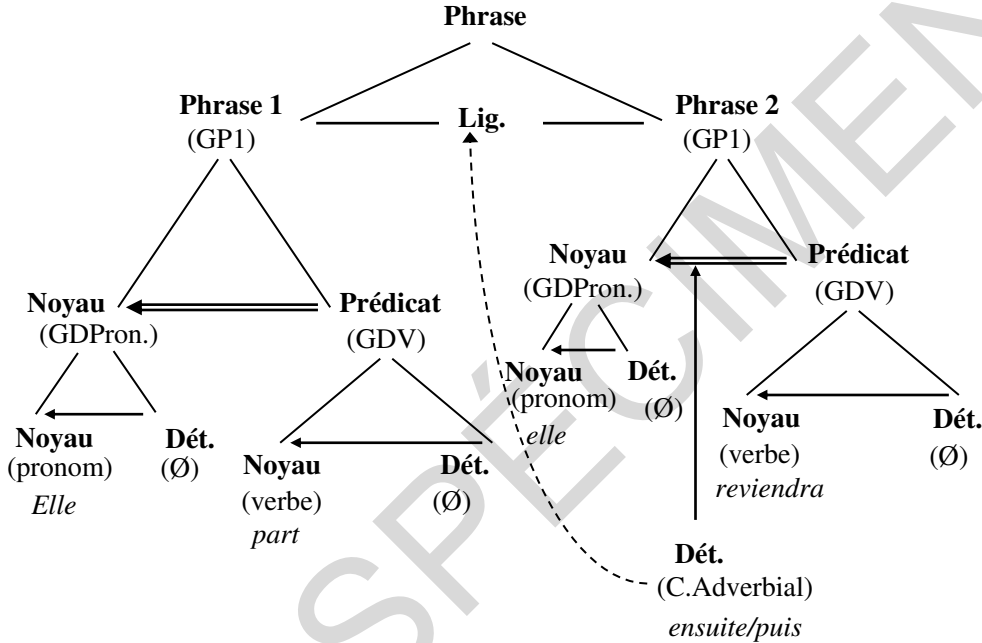 Phrase
Phrase 1
(GP1)
Lig.
Phrase 2
(GP1)
Noyau
(GDPron.)
Prédicat
(GDV)
Noyau
(pronom)
Elle
Dét.
(Ø)
Noyau
(verbe)
part
Dét.
(Ø)
Noyau
(GDPron.)
Prédicat
(GDV)
Noyau
(pronom)
elle
Dét.
(Ø)
Noyau
(verbe)
reviendra
Dét.
(Ø)
Dét.
(C.Adverbial)
ensuite/puis
SPÉCIMEN